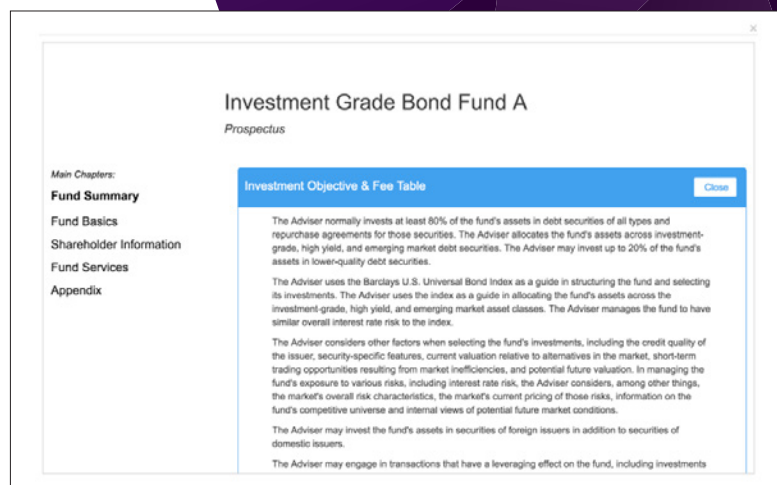 Investment Grade Bond Fund A
Prospectus
Main Chapters:
Fund Summary
Fund Basics
Shareholder Information
Fund Services
Appendix
Investment Objective & Fee Table
Close
The Adviser normally invests at least 80% of the fund's assets in debt securities of all types and
repurchase agreements for those securities. The Adviser allocates the fund's assets across investment-
grade, high yield, and emerging market debt securities. The Adviser may invest up to 20% of the fund's
assets in lower-quality debt securities.
The Adviser uses the Barclays U.S. Universal Bond Index as a guide in structuring the fund and selecting
its investments. The Adviser uses the index as a guide in allocating the fund's assets across the
investment-grade, high yield, and emerging market asset classes. The Adviser manages the fund to have
similar overall interest rate risk to the index.
The Adviser considers other factors when selecting the fund's investments, including the credit quality of
the issuer, security-specific features, current valuation relative to alternatives in the market, short-term
trading opportunities resulting from market inefficiencies, and potential future valuation. In managing the
fund's exposure to various risks, including interest rate risk, the Adviser considers, among other things,
the market's overall risk characteristics, the market's current pricing of those risks, information on the
fund's competitive universe and internal views of potential future market conditions.
The Adviser may invest the fund's assets in securities of foreign issuers in addition to securities of
domestic issuers.
The Adviser may engage in transactions that have a leveraging effect on the fund, including investments